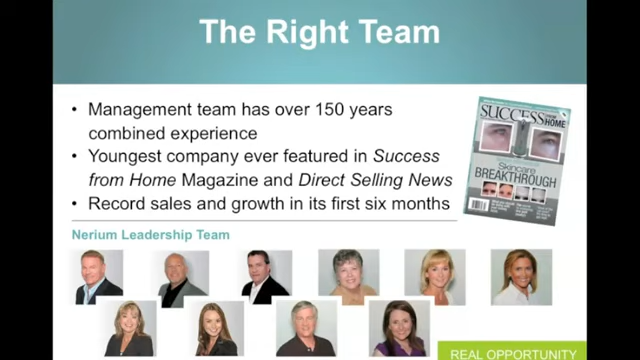 The Right Team
• Management team has over 150 years
combined experience
• Youngest company ever featured in Success
from Home Magazine and Direct Selling News
• Record sales and growth in its first six months
SUCCESS FROM HOME
Skincare
BREAKTHROUGH
Nerium Leadership Team
REAL OPPORTUNITY